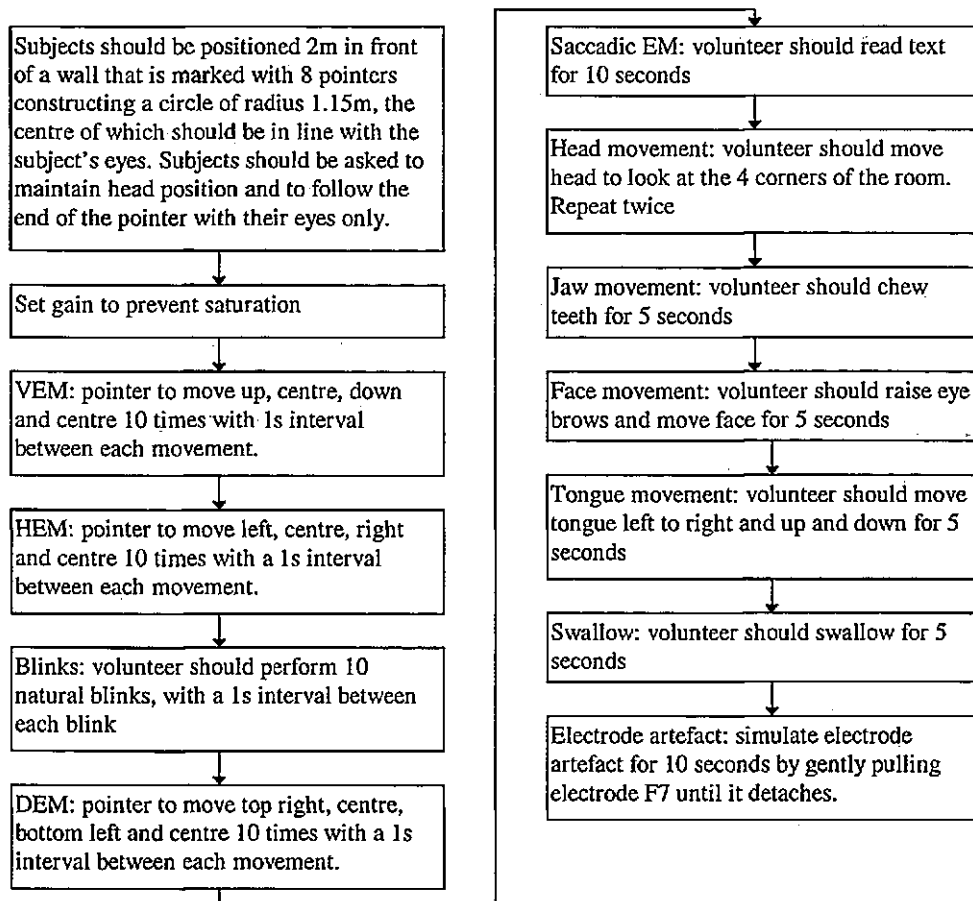 Subjects should be positioned 2m in front
of a wall that is marked with 8 pointers
constructing a circle of radius 1.15m, the
centre of which should be in line with the
subject's eyes. Subjects should be asked to
maintain head position and to follow the
end of the pointer with their eyes only.
Set gain to prevent saturation
VEM: pointer to move up, centre, down
and centre 10 times with 1s interval
between each movement.
HEM: pointer to move left, centre, right
and centre 10 times with a 1s interval
between each movement.
Blinks: volunteer should perform 10
natural blinks, with a 1s interval between
each blink
DEM: pointer to move top right, centre,
bottom left and centre 10 times with a 1s
interval between each movement.
Saccadic EM: volunteer should read text
for 10 seconds
Head movement: volunteer should move
head to look at the 4 corners of the room.
Repeat twice
Jaw movement: volunteer should chew
teeth for 5 seconds
Face movement: volunteer should raise eye
brows and move face for 5 seconds
Tongue movement: volunteer should move
tongue left to right and up and down for 5
seconds
Swallow: volunteer should swallow for 5
seconds
Electrode artefact: simulate electrode
artefact for 10 seconds by gently pulling
electrode F7 until it detaches.